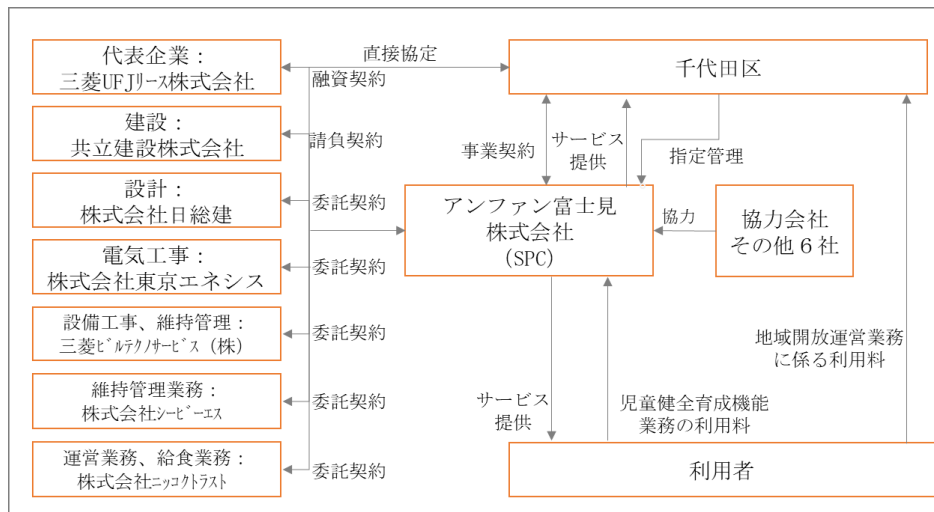 代表企業：
三菱UFJﾘｰｽ株式会社
直接協定
融資契約
千代田区
建設：
共立建設株式会社
請負契約
事業契約
サービス
提供
指定管理
設計：
株式会社日総建
委託契約
アンファン富士見
株式会社
（SPC）
協力
協力会社
その他６社
電気工事：
株式会社東京エネシス
委託契約
設備工事、維持管理：
三菱ﾋﾞﾙﾃｸﾉｻｰﾋﾞｽ（株）
委託契約
地域開放運営業務
に係る利用料
維持管理業務：
株式会社ｼｰﾋﾞｰｴｽ
委託契約
サービス
提供
児童健全育成機能
業務の利用料
運営業務、給食業務：
株式会社ﾆｯｺｸﾄﾗｽﾄ
委託契約
利用者